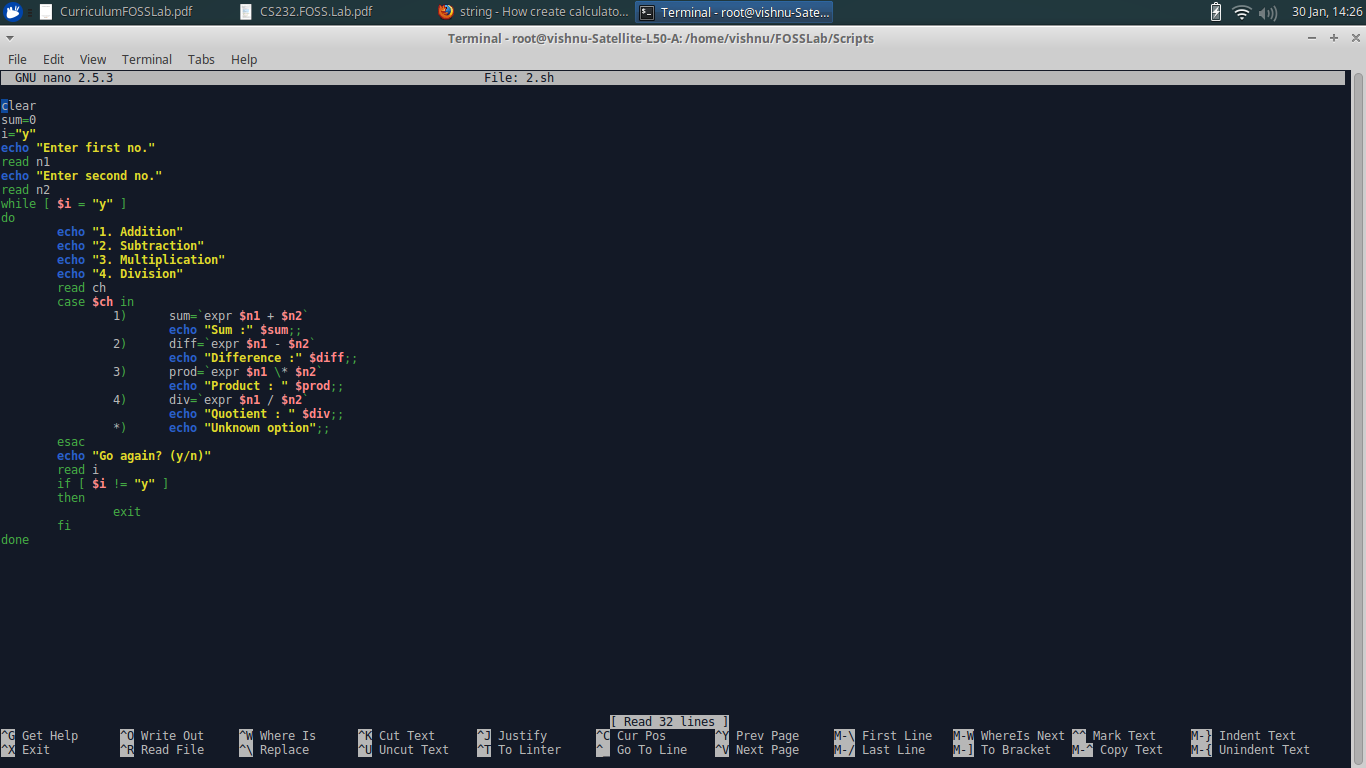 CurriculumFOSSLab.pdf CS232.FOSS.Lab.pdf string - How create calculato... Terminal - root@vishnu-Sate... 30 Jan, 14:26
Terminal - root@vishnu-Satellite-L50-A: /home/vishnu/FOSSLab/Scripts
File Edit View Terminal Tabs Help
GNU nano 2.5.3 File: 2.sh
clear
sum=0
i="y"
echo "Enter first no."
read n1
echo "Enter second no."
read n2
while [ $i = "y" ]
do
echo "1. Addition"
echo "2. Subtraction"
echo "3. Multiplication"
echo "4. Division"
read ch
case $ch in
1) sum=`expr $n1 + $n2`
echo "Sum :" $sum;;
2) diff=`expr $n1 - $n2`
echo "Difference :" $diff;;
3) prod=`expr $n1 \* $n2`
echo "Product : " $prod;;
4) div=`expr $n1 / $n2`
echo "Quotient : " $div;;
*) echo "Unknown option";;
esac
echo "Go again? (y/n)"
read i
if [ $i != "y" ]
then
exit
fi
done
[ Read 32 lines ]
^G Get Help ^O Write Out ^W Where Is ^K Cut Text ^J Justify ^C Cur Pos ^Y Prev Page M-\ First Line M-W WhereIs Next ^^ Mark Text M-} Indent Text
^X Exit ^R Read File ^\ Replace ^U Uncut Text ^T To Linter ^_ Go To Line ^V Next Page M-/ Last Line M-] To Bracket M-^ Copy Text M-{ Unindent Text